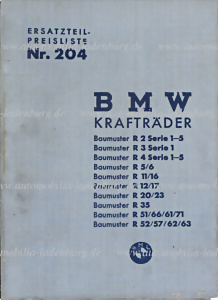 ERSATZTEIL-
PREISLISTE
Nr. 204
BMW
KRAFTRÄDER
Baumuster R 2 Serie 1–5
Baumuster R 3 Serie 1
Baumuster R 4 Serie 1–5
Baumuster R 5/6
Baumuster R 11/16
Baumuster R 12/17
Baumuster R 20/23
Baumuster R 35
Baumuster R 51/66/61/71
Baumuster R 52/57/62/63
BMW